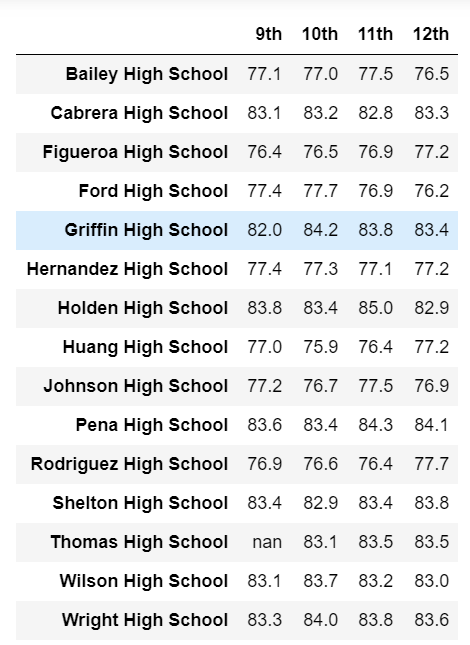 9th 10th 11th 12th
Bailey High School 77.1 77.0 77.5 76.5
Cabrera High School 83.1 83.2 82.8 83.3
Figueroa High School 76.4 76.5 76.9 77.2
Ford High School 77.4 77.7 76.9 76.2
Griffin High School 82.0 84.2 83.8 83.4
Hernandez High School 77.4 77.3 77.1 77.2
Holden High School 83.8 83.4 85.0 82.9
Huang High School 77.0 75.9 76.4 77.2
Johnson High School 77.2 76.7 77.5 76.9
Pena High School 83.6 83.4 84.3 84.1
Rodriguez High School 76.9 76.6 76.4 77.7
Shelton High School 83.4 82.9 83.4 83.8
Thomas High School nan 83.1 83.5 83.5
Wilson High School 83.1 83.7 83.2 83.0
Wright High School 83.3 84.0 83.8 83.6